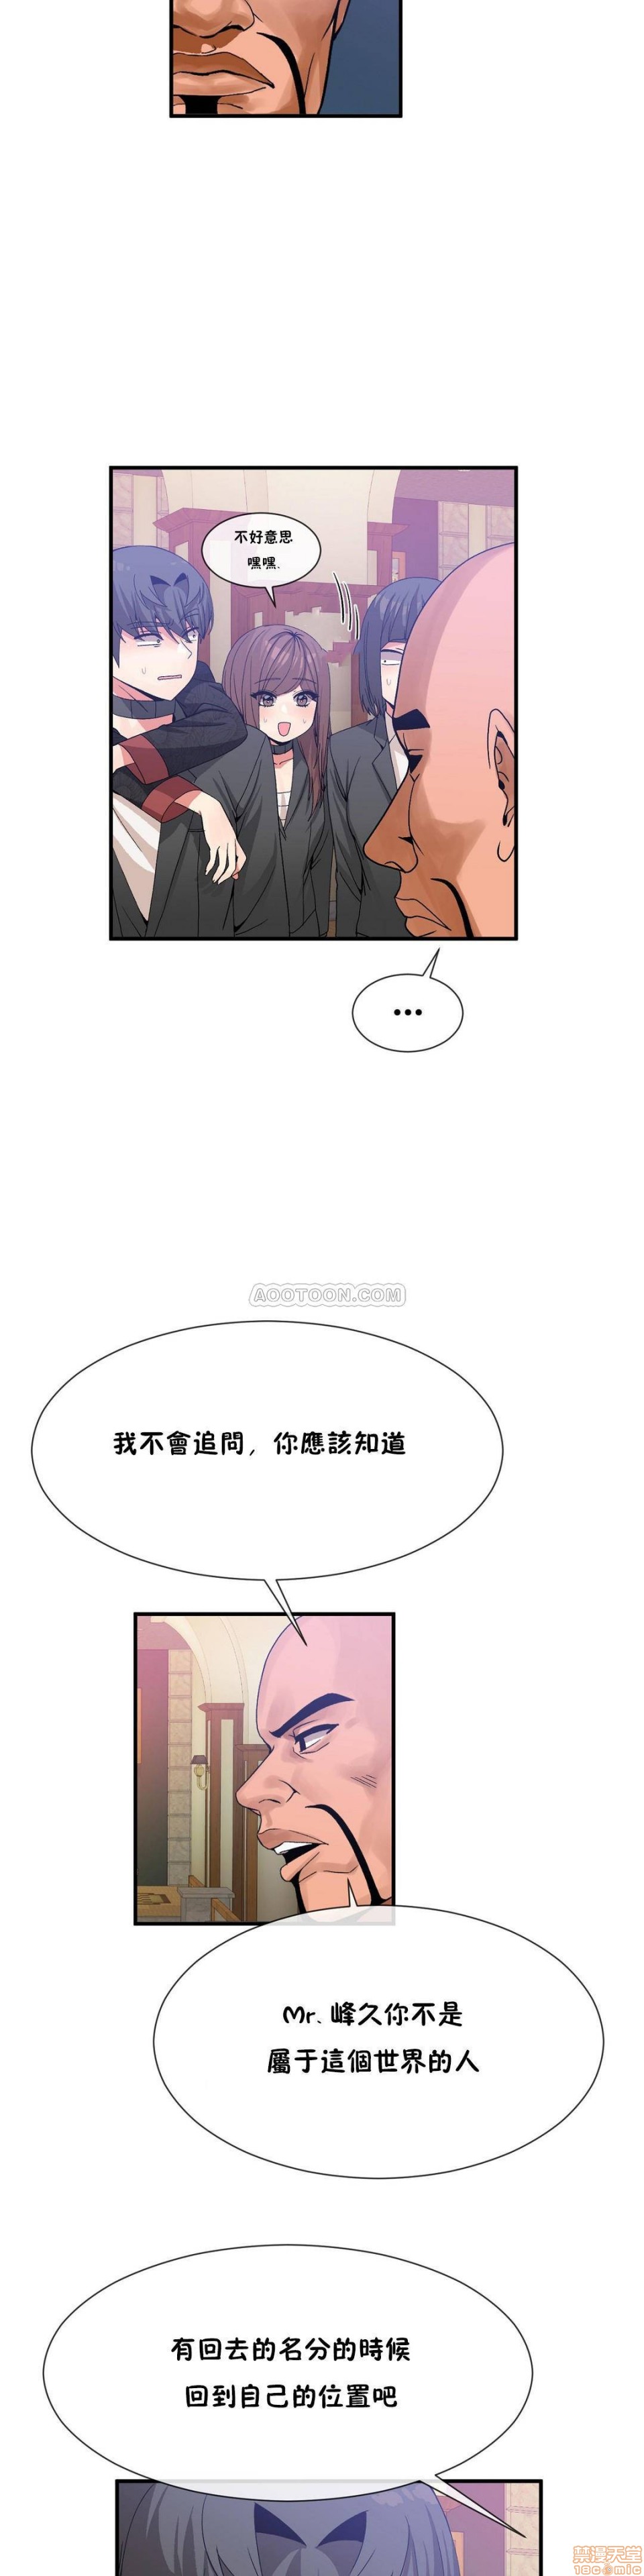 不好意思
嘿嘿.
...
AOOTOON.COM
我不會追問, 你應該知道
Mr. 峰久你不是
屬于這個世界的人
有回去的名分的時候
回到自己的位置吧
禁漫天堂
18comic